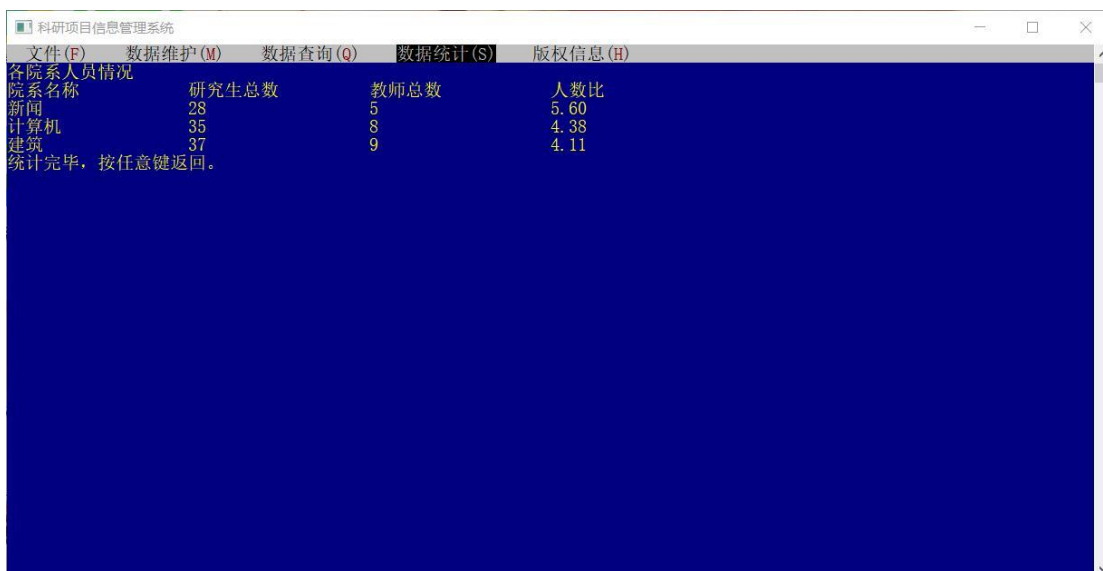 科研项目信息管理系统
文件(F) 数据维护(M) 数据查询(Q) 数据统计(S) 版权信息(H)
各院系人员情况
院系名称 研究生总数 教师总数 人数比
新闻 28 5 5.60
计算机 35 8 4.38
建筑 37 9 4.11
统计完毕，按任意键返回。